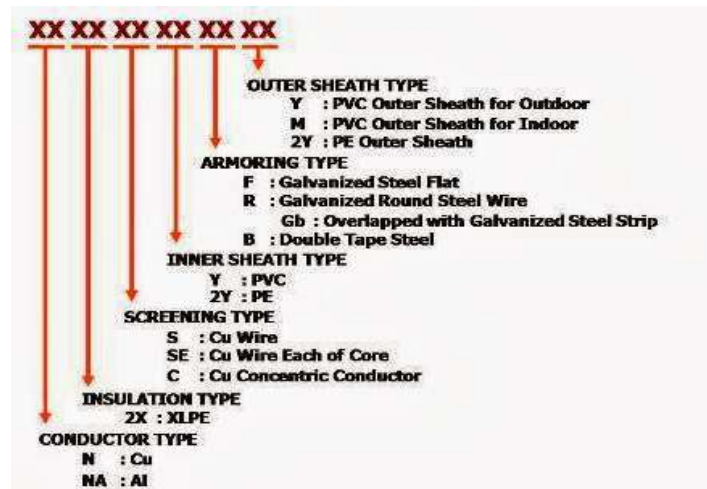 XX XX XX XX XX XX
OUTER SHEATH TYPE
Y : PVC Outer Sheath for Outdoor
M : PVC Outer Sheath for Indoor
2Y : PE Outer Sheath
ARMORING TYPE
F : Galvanized Steel Flat
R : Galvanized Round Steel Wire
Gb : Overlapped with Galvanized Steel Strip
B : Double Tape Steel
INNER SHEATH TYPE
Y : PVC
2Y : PE
SCREENING TYPE
S : Cu Wire
SE : Cu Wire Each of Core
C : Cu Concentric Conductor
INSULATION TYPE
2X : XLPE
CONDUCTOR TYPE
N : Cu
NA : Al